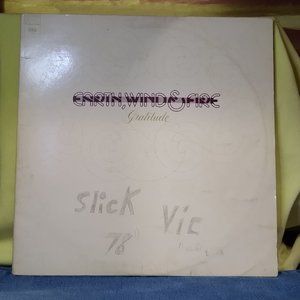 EARTH, WIND & FIRE
Gratitude
Slick Vic
78